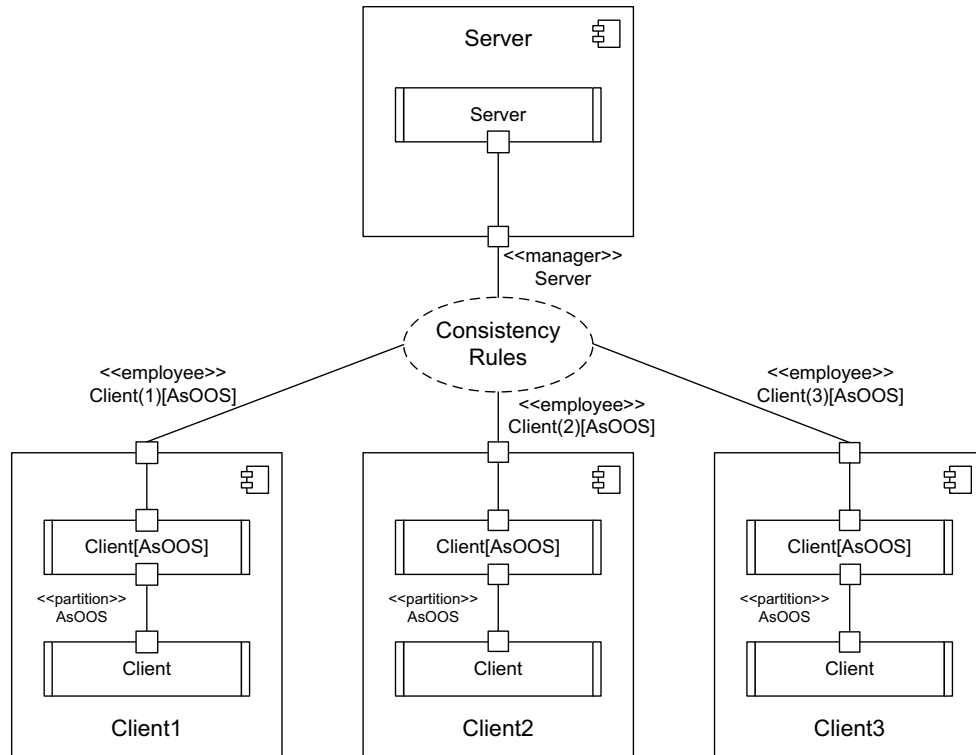 Server
Server
<<manager>>
Server
Consistency
Rules
<<employee>>
Client(1)[AsOOS]
<<employee>>
Client(2)[AsOOS]
<<employee>>
Client(3)[AsOOS]
Client[AsOOS]
<<partition>>
AsOOS
Client
Client1
Client[AsOOS]
<<partition>>
AsOOS
Client
Client2
Client[AsOOS]
<<partition>>
AsOOS
Client
Client3